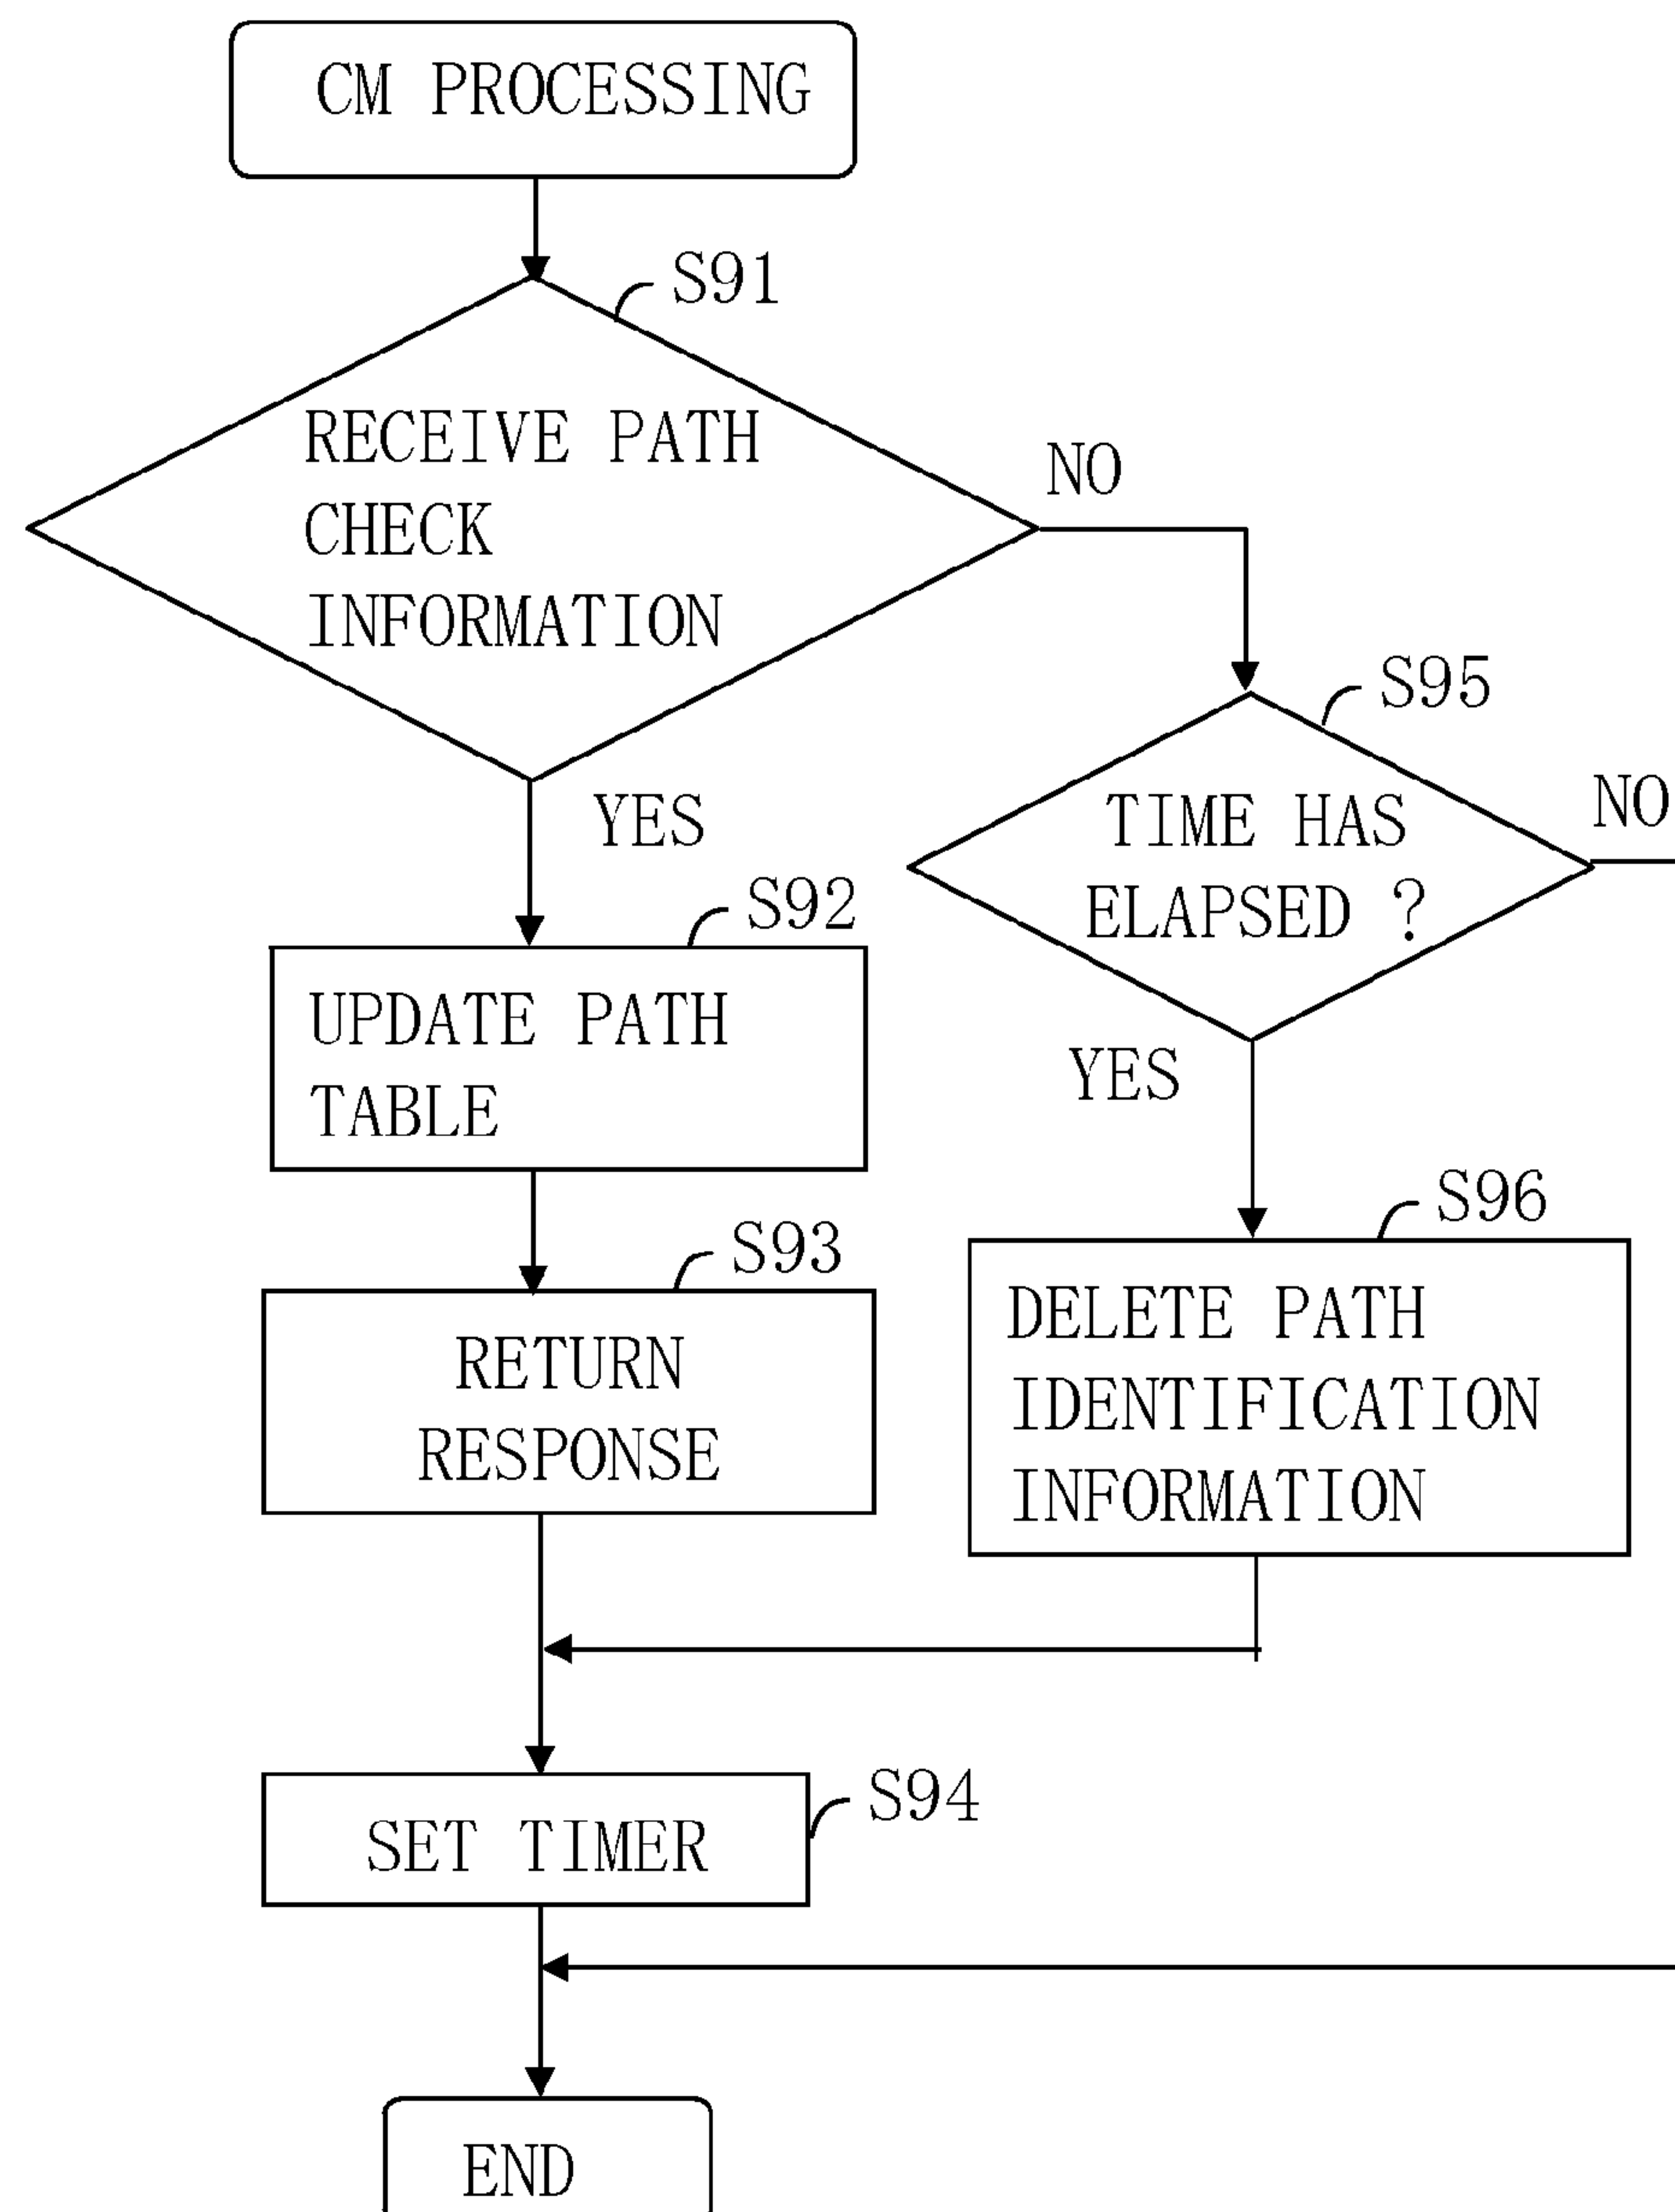 CM PROCESSING
S91
RECEIVE PATH
CHECK
INFORMATION
NO
YES
S95
TIME HAS
ELAPSED ?
NO
YES
S92
UPDATE PATH
TABLE
S93
RETURN
RESPONSE
S96
DELETE PATH
IDENTIFICATION
INFORMATION
S94
SET TIMER
END